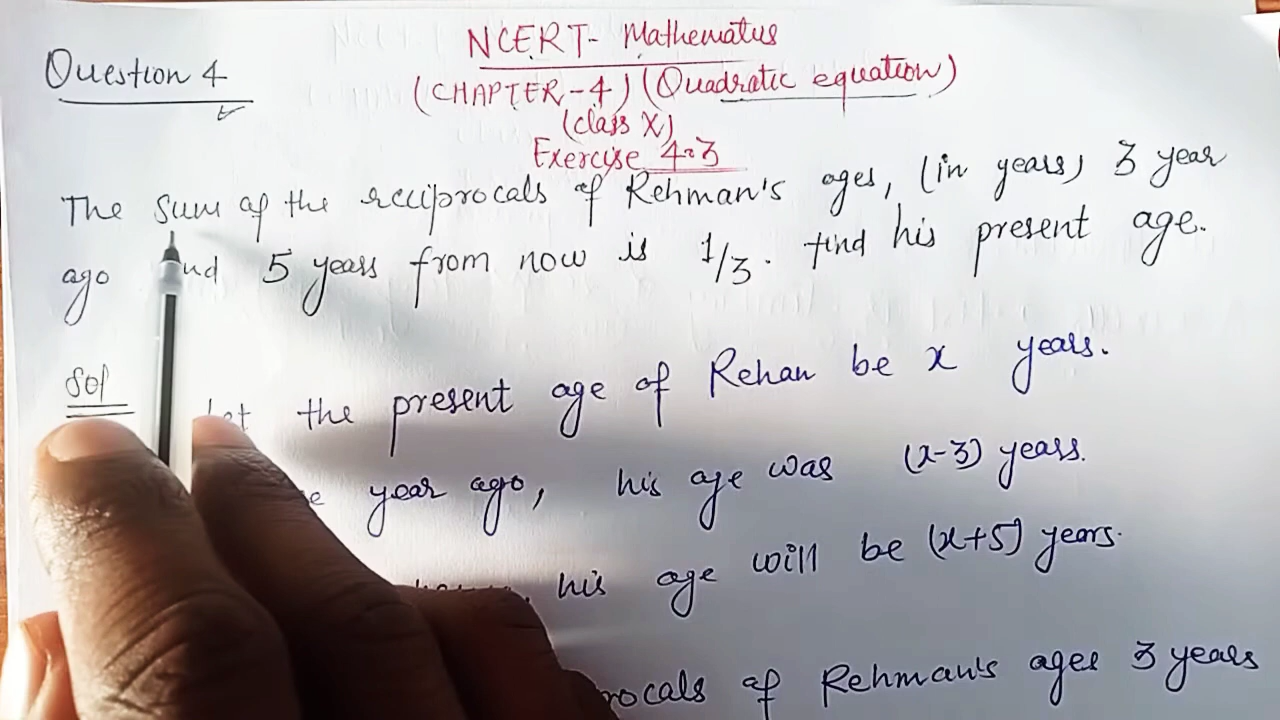 NCERT- Mathematics
Question 4
(CHAPTER-4) (Quadratic equation)
(class X)
Exercise 4.3
The sum of the reciprocals of Rehman's ages, (in years) 3 year
ago and 5 years from now is 1/3. find his present age.
Sol
Let the present age of Rehan be x years.
year ago, his age was (x-3) years.
his age will be (x+5) years.
of Rehman's ages 3 years